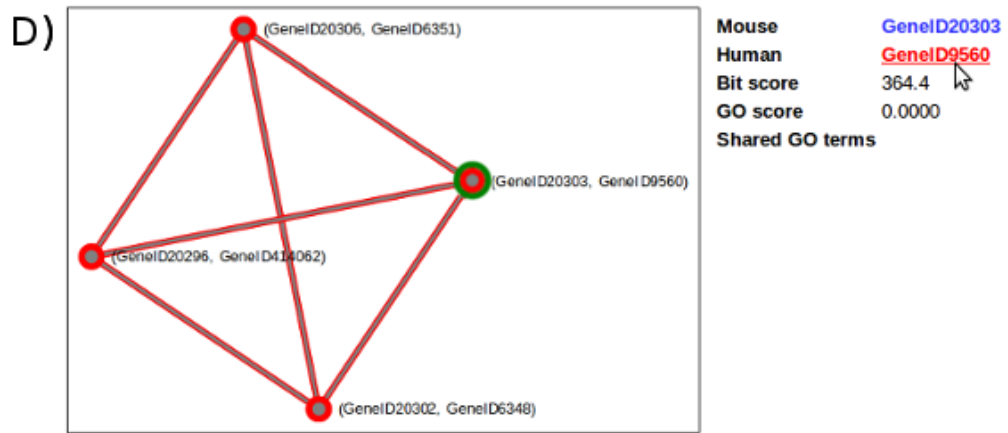 D)
(GeneID20306, GeneID6351)
(GeneID20303, GeneID9560)
(GeneID20296, GeneID414062)
(GeneID20302, GeneID6348)
Mouse GeneID20303
Human GeneID9560
Bit score 364.4
GO score 0.0000
Shared GO terms